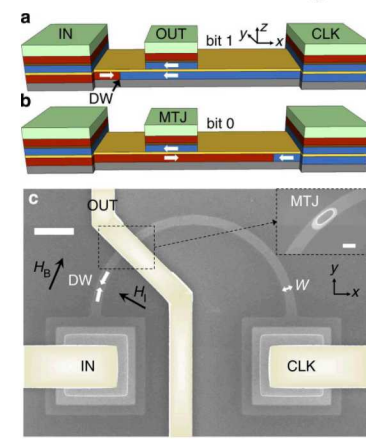 a
IN
OUT
bit 1
y
z
x
CLK
DW
b
MTJ
bit 0
c
OUT
MTJ
H_B
DW
H_I
W
y
x
IN
CLK